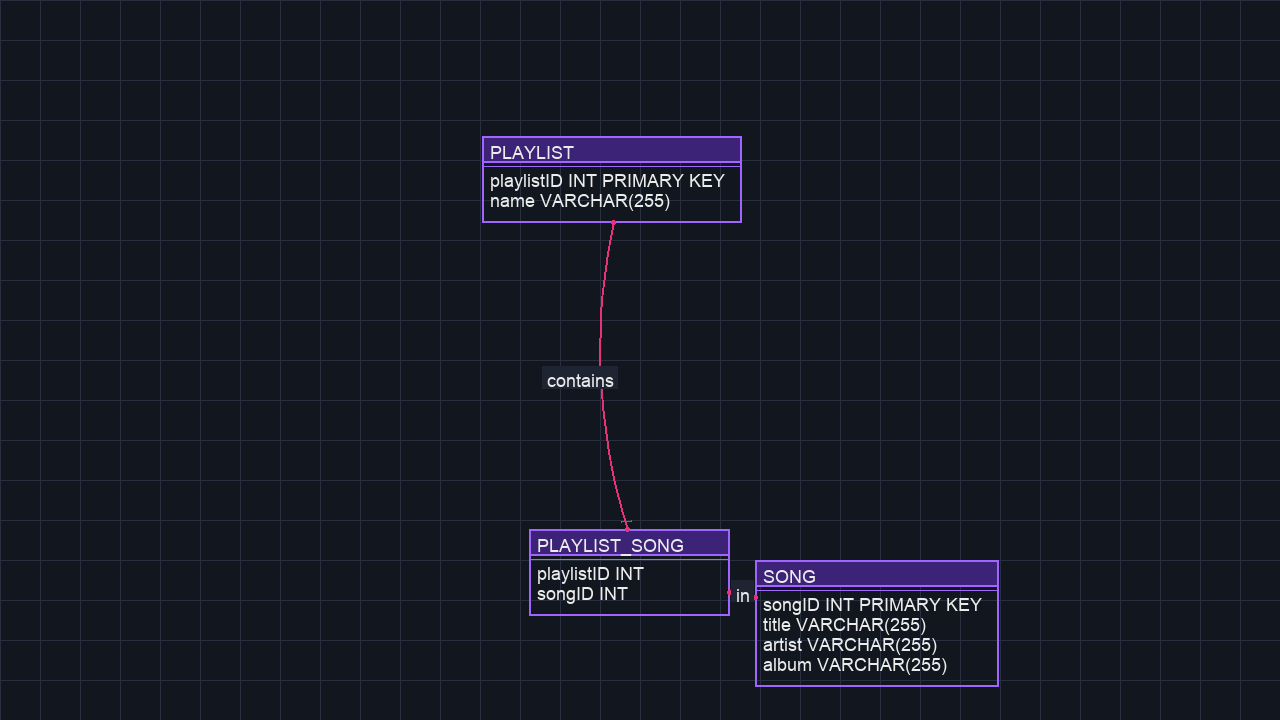 PLAYLIST
playlistID INT PRIMARY KEY
name VARCHAR(255)
contains
PLAYLIST_SONG
playlistID INT
songID INT
in
SONG
songID INT PRIMARY KEY
title VARCHAR(255)
artist VARCHAR(255)
album VARCHAR(255)